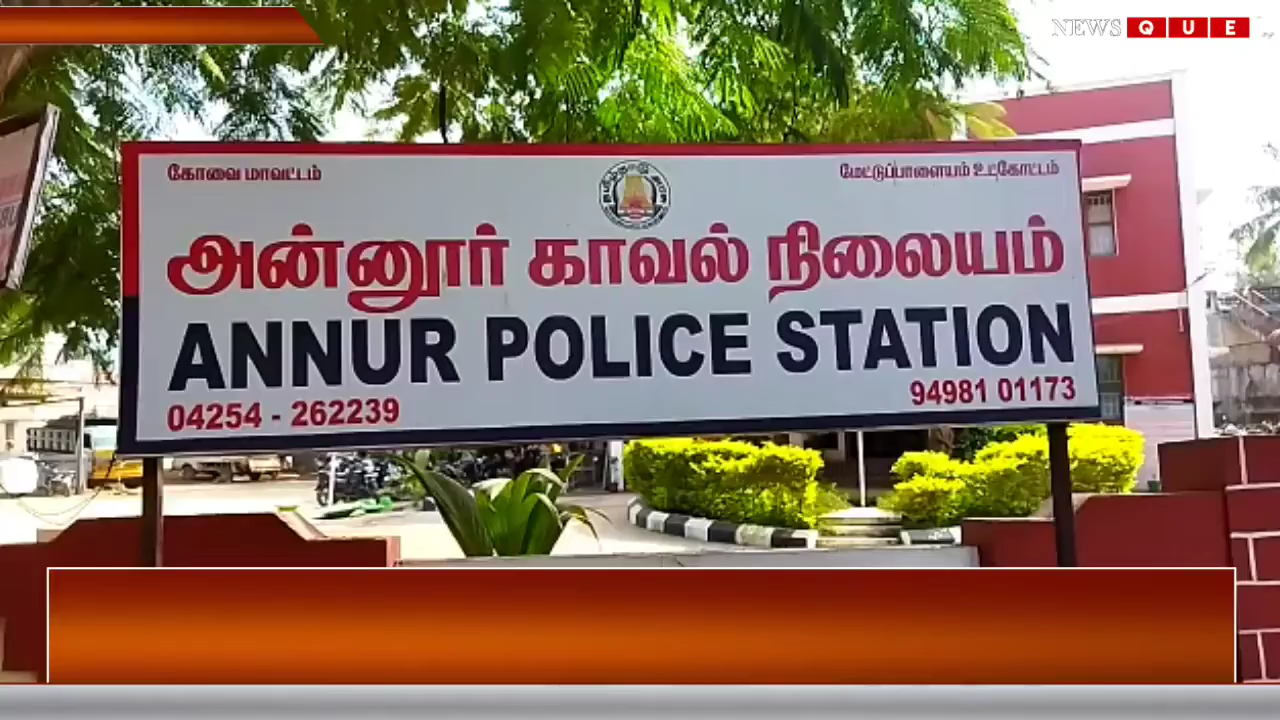 NEWS QUE
கோவை மாவட்டம்
மேட்டுப்பாளையம் உட்கோட்டம்
அன்னூர் காவல் நிலையம்
ANNUR POLICE STATION
04254 - 262239
94981 01173